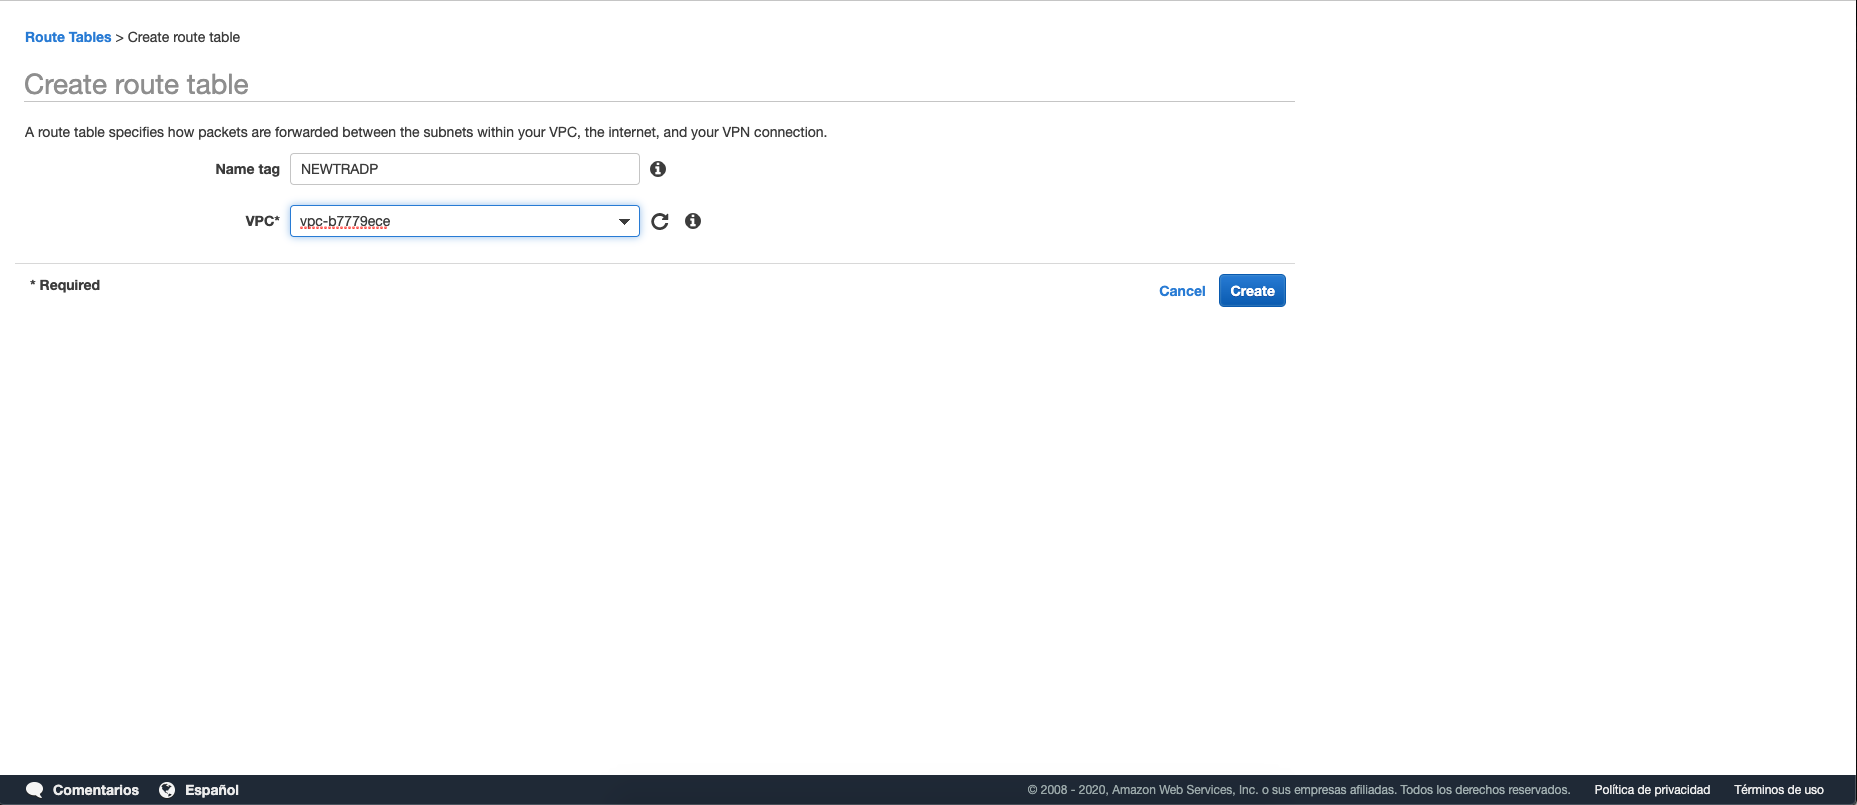 Route Tables > Create route table
Create route table
A route table specifies how packets are forwarded between the subnets within your VPC, the internet, and your VPN connection.
Name tag NEWTRADP
VPC* vpc-b7779ece
* Required
Cancel Create
Comentarios Español © 2008 - 2020, Amazon Web Services, Inc. o sus empresas afiliadas. Todos los derechos reservados. Política de privacidad Términos de uso